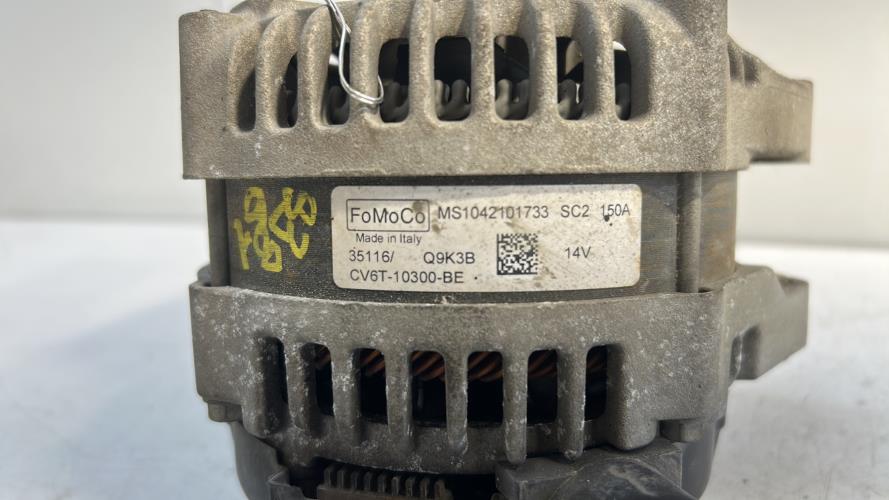 FoMoCo MS1042101733 SC2 150A
Made in Italy
35116/ Q9K3B 14V
CV6T-10300-BE